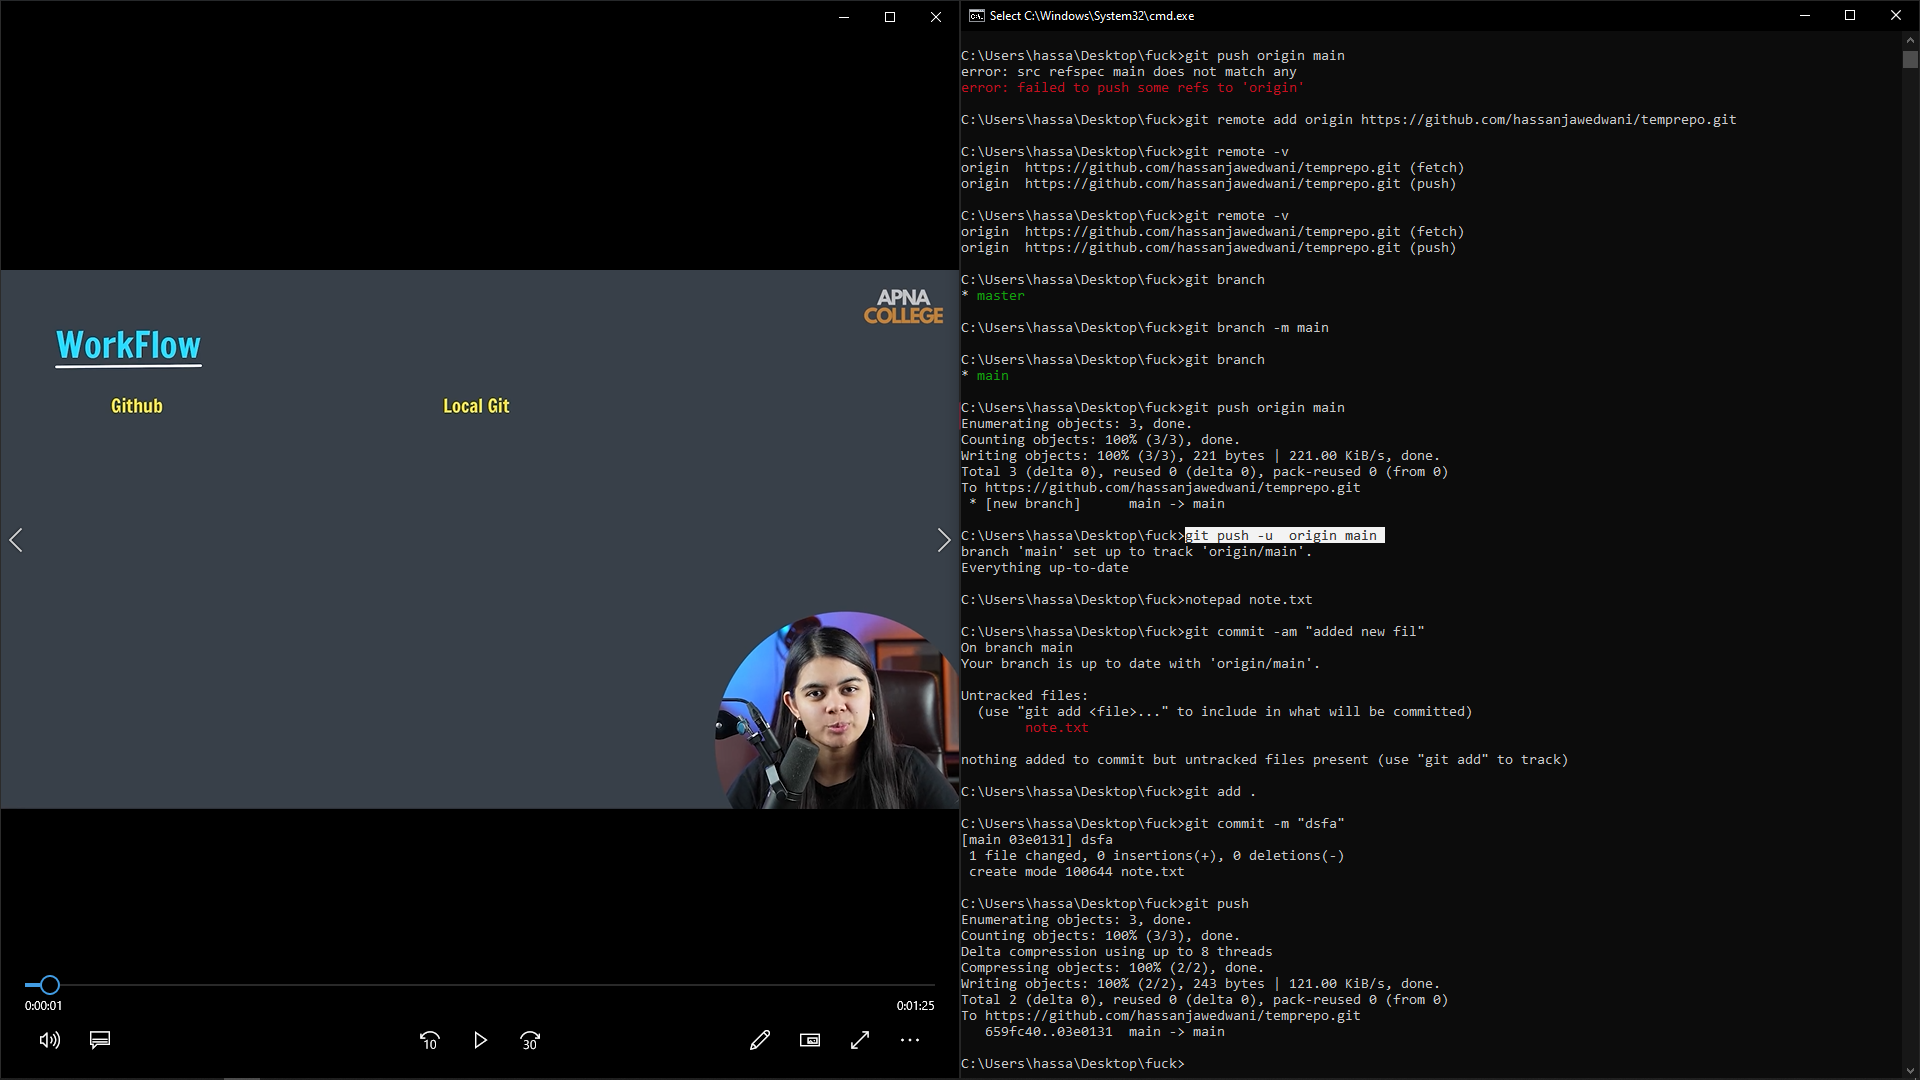 APNA
COLLEGE
WorkFlow
Github
Local Git
0:00:01
0:01:25
10
30
Select C:\Windows\System32\cmd.exe
C:\Users\hassa\Desktop\fuck>git push origin main
error: src refspec main does not match any
error: failed to push some refs to 'origin'
C:\Users\hassa\Desktop\fuck>git remote add origin https://github.com/hassanjawedwani/temprepo.git
C:\Users\hassa\Desktop\fuck>git remote -v
origin  https://github.com/hassanjawedwani/temprepo.git (fetch)
origin  https://github.com/hassanjawedwani/temprepo.git (push)
C:\Users\hassa\Desktop\fuck>git remote -v
origin  https://github.com/hassanjawedwani/temprepo.git (fetch)
origin  https://github.com/hassanjawedwani/temprepo.git (push)
C:\Users\hassa\Desktop\fuck>git branch
* master
C:\Users\hassa\Desktop\fuck>git branch -m main
C:\Users\hassa\Desktop\fuck>git branch
* main
C:\Users\hassa\Desktop\fuck>git push origin main
Enumerating objects: 3, done.
Counting objects: 100% (3/3), done.
Writing objects: 100% (3/3), 221 bytes | 221.00 KiB/s, done.
Total 3 (delta 0), reused 0 (delta 0), pack-reused 0 (from 0)
To https://github.com/hassanjawedwani/temprepo.git
 * [new branch]      main -> main
C:\Users\hassa\Desktop\fuck>git push -u  origin main
branch 'main' set up to track 'origin/main'.
Everything up-to-date
C:\Users\hassa\Desktop\fuck>notepad note.txt
C:\Users\hassa\Desktop\fuck>git commit -am "added new fil"
On branch main
Your branch is up to date with 'origin/main'.
Untracked files:
  (use "git add <file>..." to include in what will be committed)
        note.txt
nothing added to commit but untracked files present (use "git add" to track)
C:\Users\hassa\Desktop\fuck>git add .
C:\Users\hassa\Desktop\fuck>git commit -m "dsfa"
[main 03e0131] dsfa
 1 file changed, 0 insertions(+), 0 deletions(-)
 create mode 100644 note.txt
C:\Users\hassa\Desktop\fuck>git push
Enumerating objects: 3, done.
Counting objects: 100% (3/3), done.
Delta compression using up to 8 threads
Compressing objects: 100% (2/2), done.
Writing objects: 100% (2/2), 243 bytes | 121.00 KiB/s, done.
Total 2 (delta 0), reused 0 (delta 0), pack-reused 0 (from 0)
To https://github.com/hassanjawedwani/temprepo.git
   659fc40..03e0131  main -> main
C:\Users\hassa\Desktop\fuck>